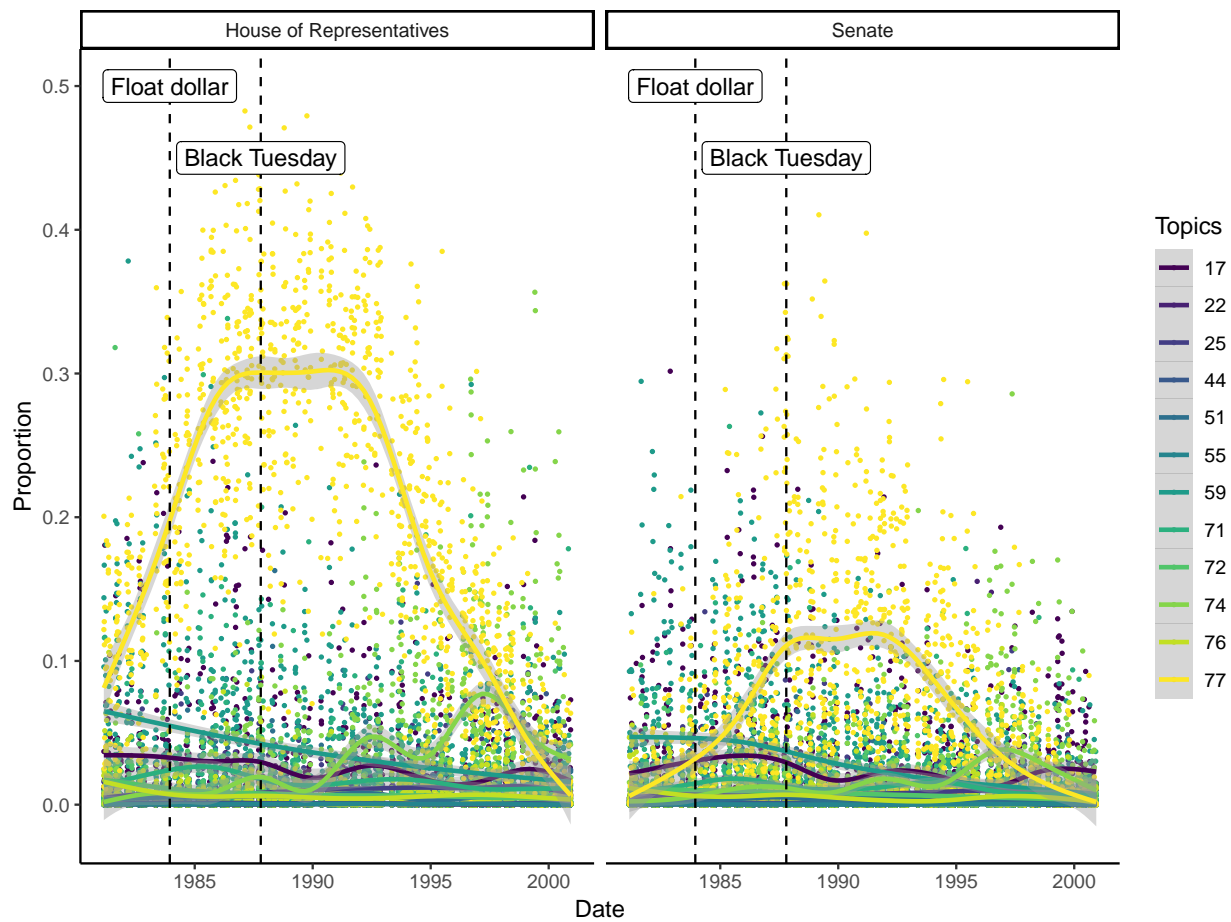 House of Representatives
Senate
Float dollar
Float dollar
Black Tuesday
Black Tuesday
0.5
0.4
0.3
0.2
0.1
0.0
Proportion
1985
1990
1995
2000
1985
1990
1995
2000
Date
Topics
17
22
25
44
51
55
59
71
72
74
76
77